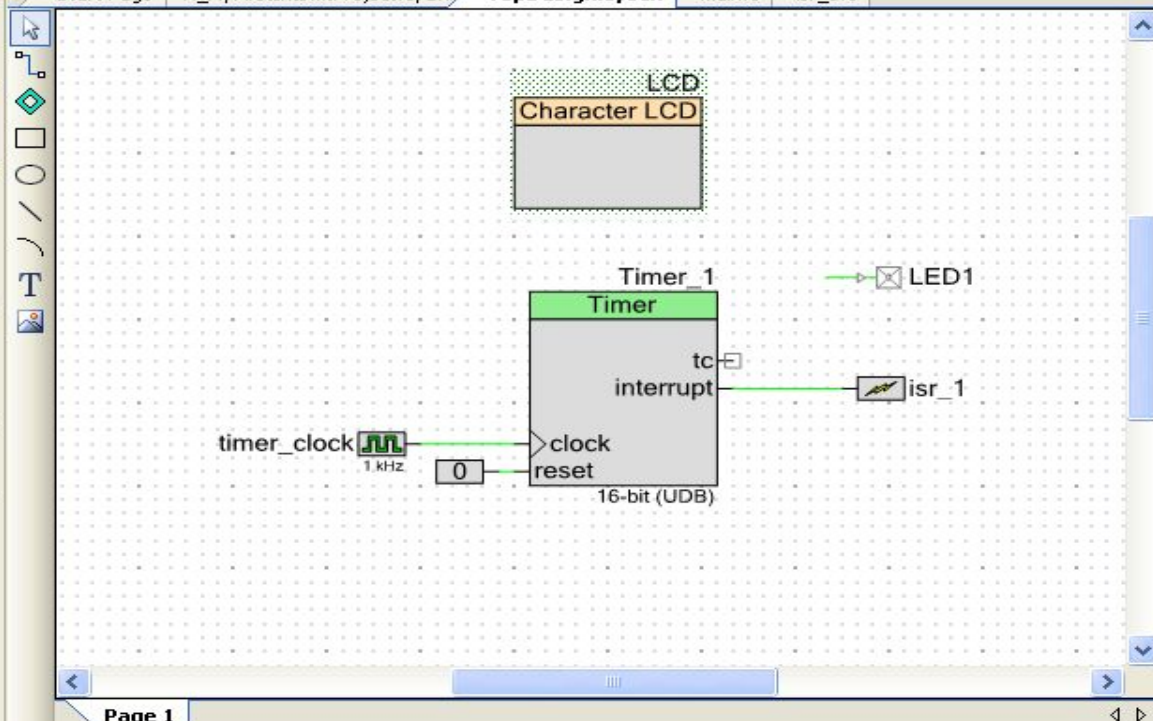 LCD
Character LCD
Timer_1
LED1
Timer
tc
interrupt
isr_1
timer_clock
clock
1 kHz
0
reset
16-bit (UDB)
T
Page 1